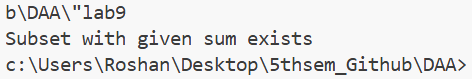 b\DAA\"lab9
Subset with given sum exists
c:\Users\Roshan\Desktop\5thsem_Github\DAA>